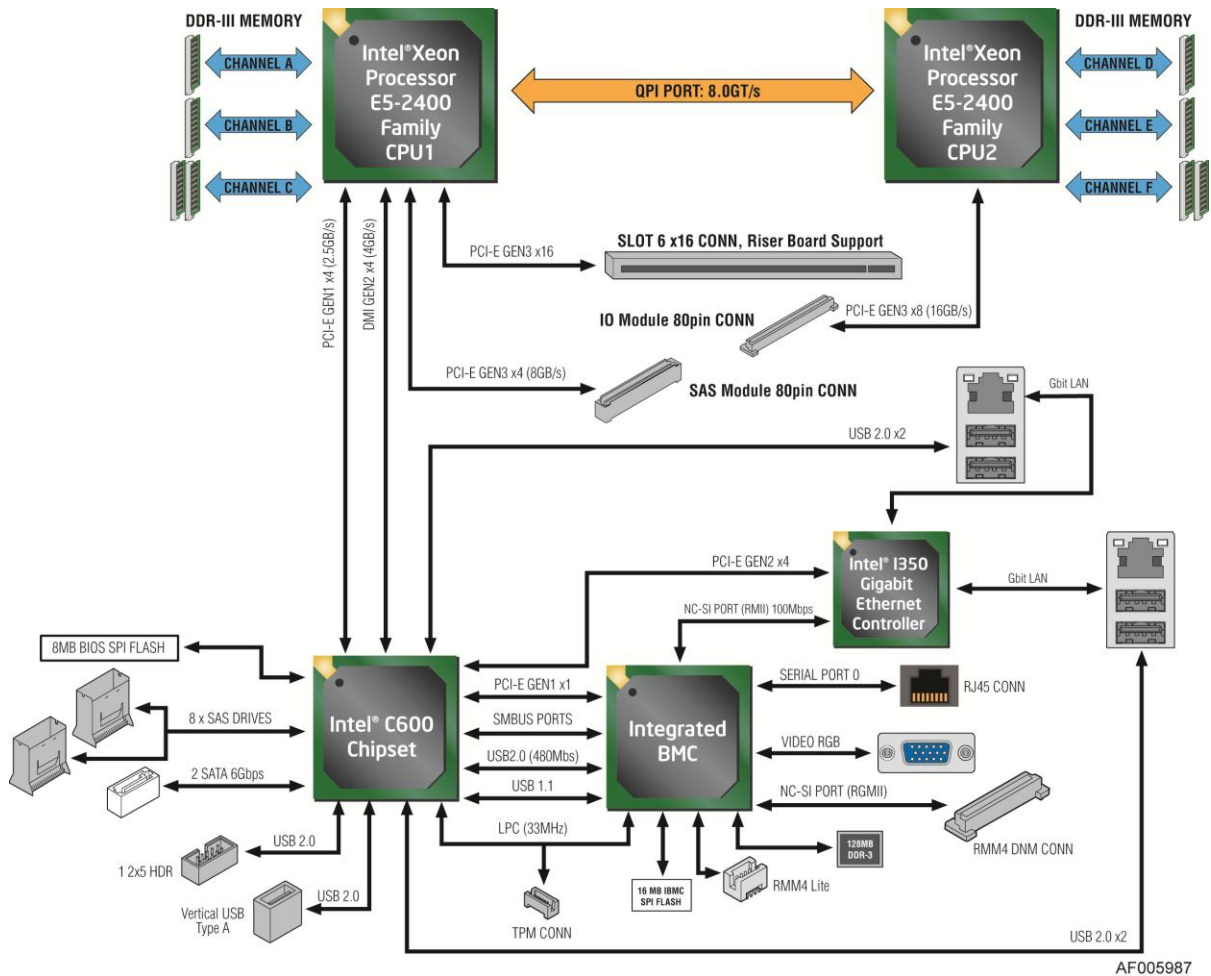 DDR-III MEMORY
DDR-III MEMORY
CHANNEL A
CHANNEL B
CHANNEL C
Intel®Xeon
Processor
E5-2400
Family
CPU1
QPI PORT: 8.0GT/s
Intel®Xeon
Processor
E5-2400
Family
CPU2
CHANNEL D
CHANNEL E
CHANNEL F
PCI-E GEN1 x4 (2.5GB/s)
DMI GEN2 x4 (4GB/s)
PCI-E GEN3 x16
SLOT 6 x16 CONN, Riser Board Support
IO Module 80pin CONN
PCI-E GEN3 x8 (16GB/s)
PCI-E GEN3 x4 (8GB/s)
SAS Module 80pin CONN
Gbit LAN
USB 2.0 x2
PCI-E GEN2 x4
Intel® I350
Gigabit
Ethernet
Controller
Gbit LAN
NC-SI PORT (RMII) 100Mbps
8MB BIOS SPI FLASH
8 x SAS DRIVES
2 SATA 6Gbps
Intel® C600
Chipset
PCI-E GEN1 x1
SMBUS PORTS
USB2.0 (480Mbs)
USB 1.1
LPC (33MHz)
Integrated
BMC
SERIAL PORT 0
RJ45 CONN
VIDEO RGB
NC-SI PORT (RGMII)
RMM4 DNM CONN
USB 2.0
1 2x5 HDR
USB 2.0
Vertical USB
Type A
TPM CONN
16 MB IBMC
SPI FLASH
RMM4 Lite
128MB
DDR-3
USB 2.0 x2
AF005987